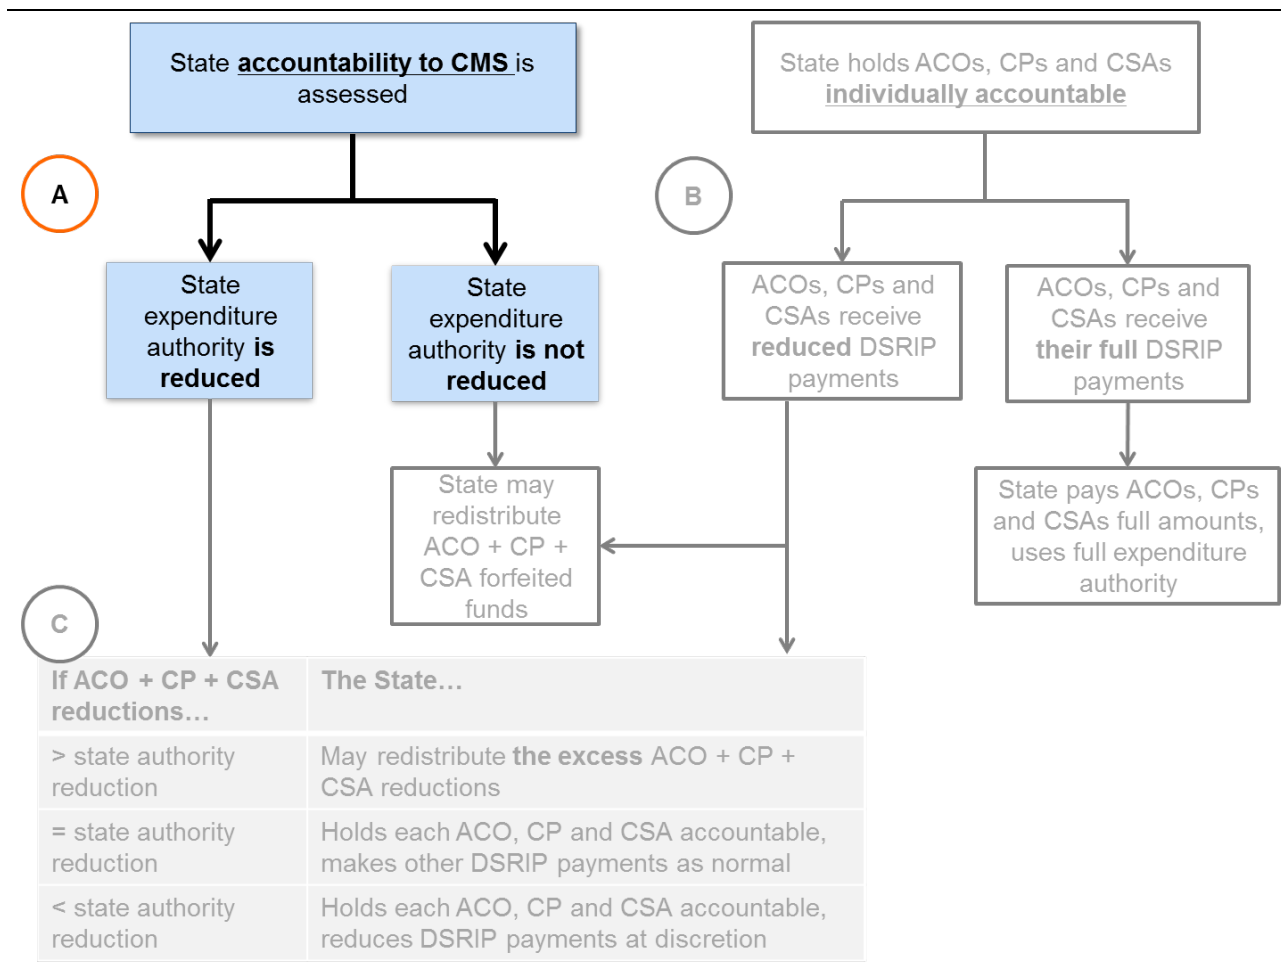 State accountability to CMS is
assessed
State holds ACOs, CPs and CSAs
individually accountable
A
B
State
expenditure
authority is
reduced
State
expenditure
authority is not
reduced
ACOs, CPs and
CSAs receive
reduced DSRIP
payments
ACOs, CPs and
CSAs receive
their full DSRIP
payments
State may
redistribute
ACO + CP +
CSA forfeited
funds
State pays ACOs, CPs
and CSAs full amounts,
uses full expenditure
authority
C
If ACO + CP + CSA
reductions…
The State…
> state authority
reduction
May redistribute the excess ACO + CP +
CSA reductions
= state authority
reduction
Holds each ACO, CP and CSA accountable,
makes other DSRIP payments as normal
< state authority
reduction
Holds each ACO, CP and CSA accountable,
reduces DSRIP payments at discretion